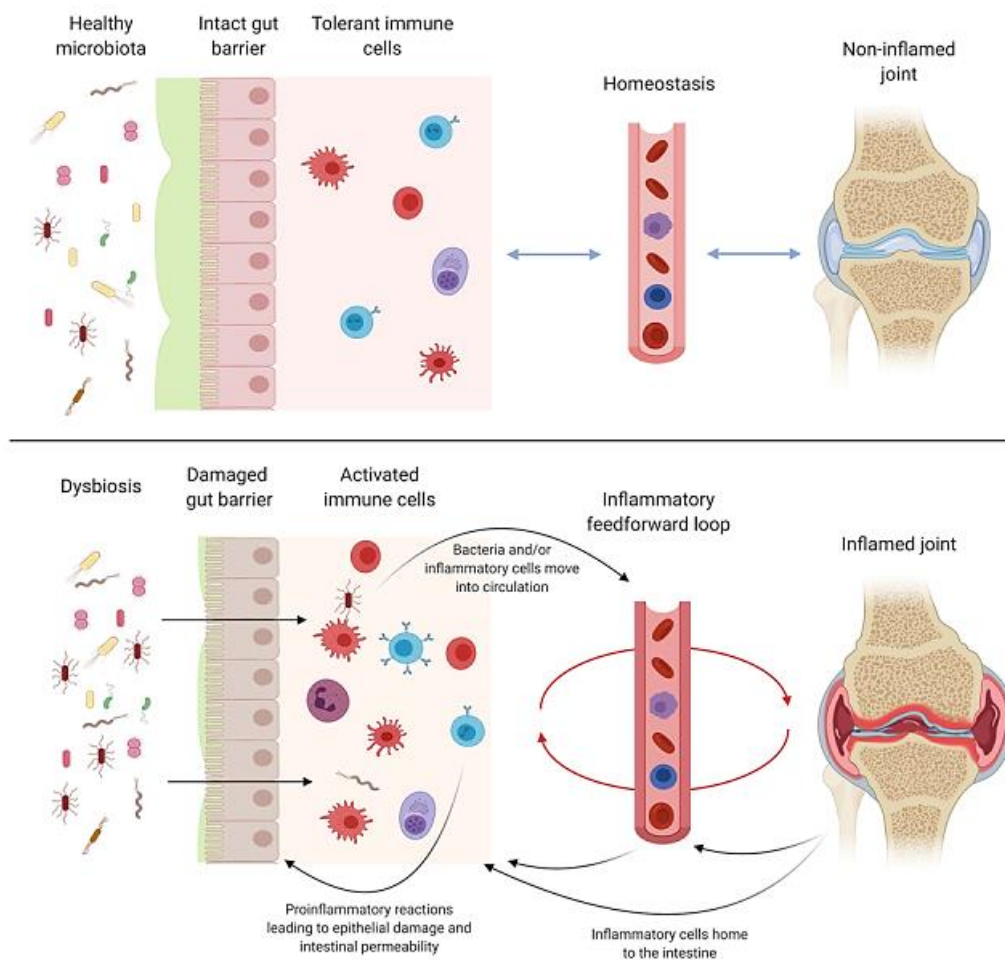 Healthy
microbiota
Intact gut
barrier
Tolerant immune
cells
Homeostasis
Non-inflamed
joint
Dysbiosis
Damaged
gut barrier
Activated
immune cells
Inflammatory
feedforward loop
Inflamed joint
Bacteria and/or
inflammatory cells move
into circulation
Proinflammatory reactions
leading to epithelial damage and
intestinal permeability
Inflammatory cells home
to the intestine